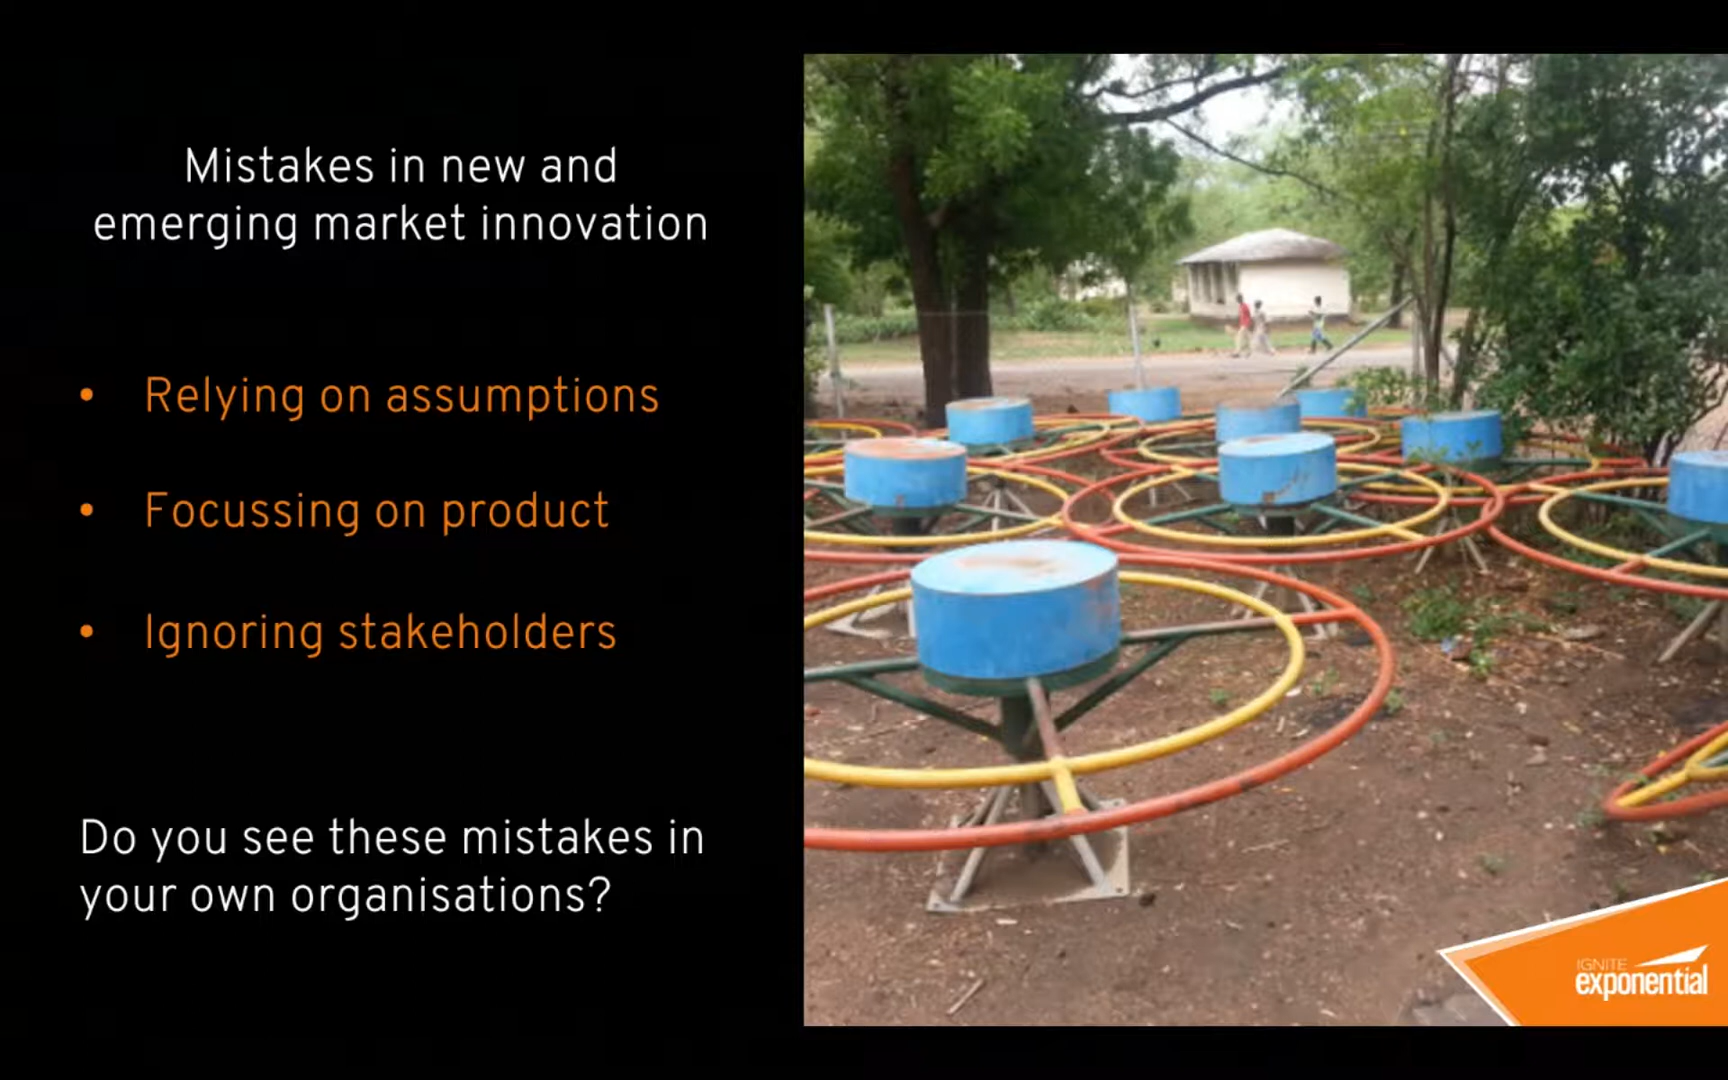 Mistakes in new and
emerging market innovation
• Relying on assumptions
• Focussing on product
• Ignoring stakeholders
Do you see these mistakes in
your own organisations?
IGNITE
exponential